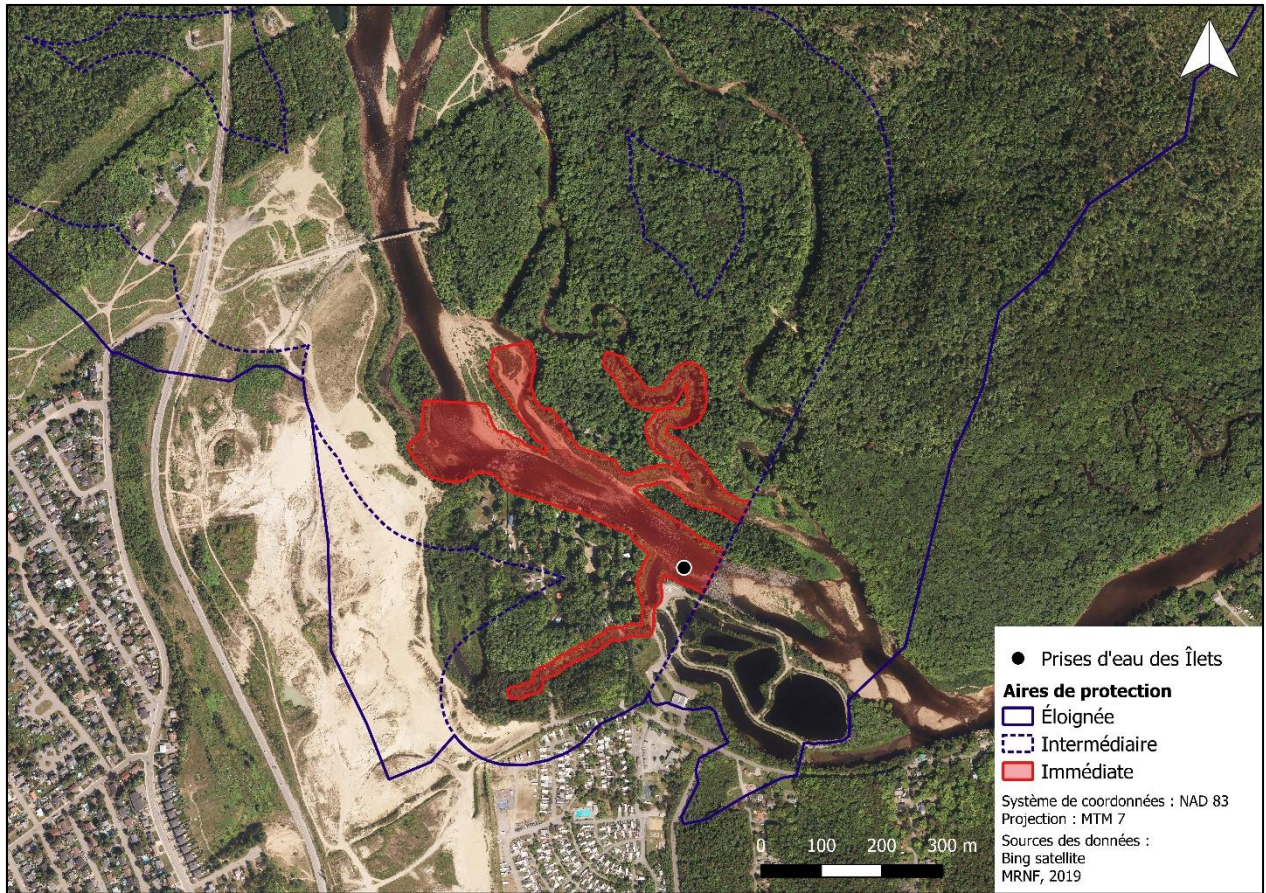 Prises d'eau des Îlets
Aires de protection
Éloignée
Intermédiaire
Immédiate
Système de coordonnées : NAD 83
Projection : MTM 7
Sources des données :
Bing satellite
MRNF, 2019
0 100 200 300 m